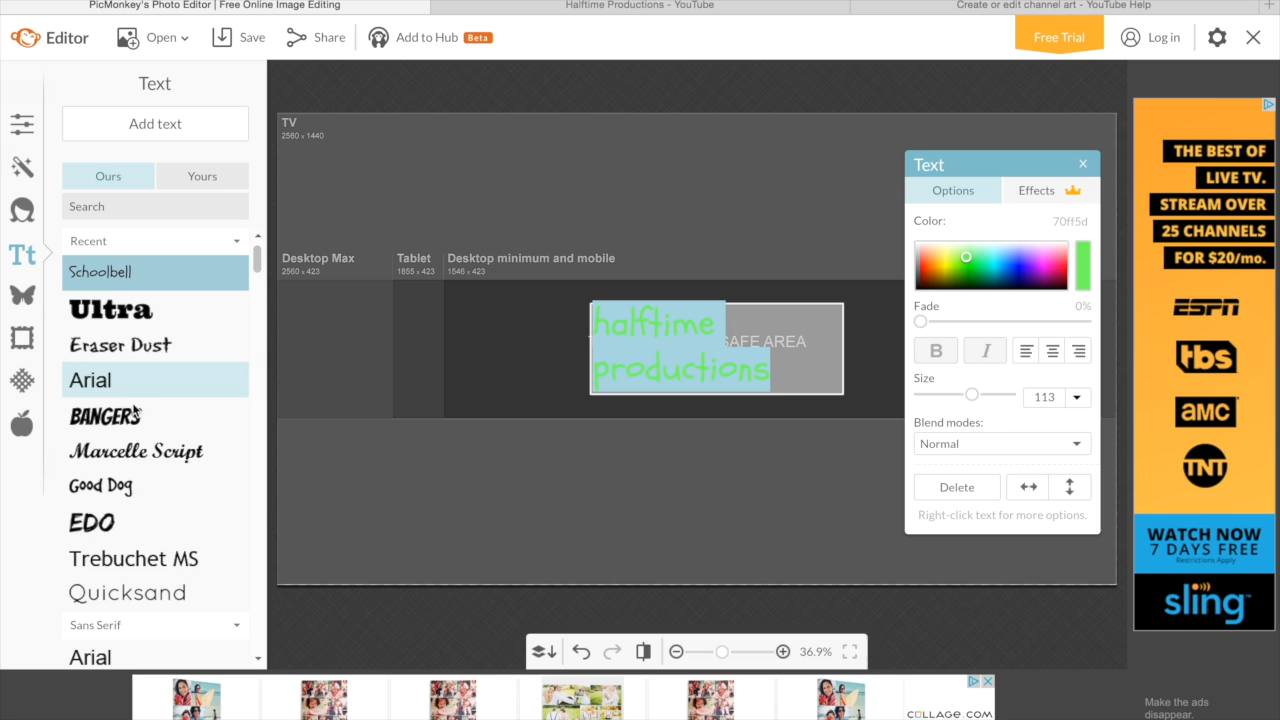 PicMonkey's Photo Editor | Free Online Image Editing
Halftime Productions - YouTube
Create or edit channel art - YouTube Help
Editor
Open
Save
Share
Add to Hub
Beta
Free Trial
Log in
Text
Add text
Ours
Yours
Search
Recent
Schoolbell
Ultra
Eraser Dust
Arial
BANGERS
Marcelle Script
Good Dog
EDO
Trebuchet MS
Quicksand
Sans Serif
Arial
TV
2560 x 1440
Desktop Max
2560 x 423
Tablet
1855 x 423
Desktop minimum and mobile
1546 x 423
halftime
SAFE AREA
productions
Text
Options
Effects
Color:
70ff5d
Fade
0%
B
I
Size
113
Blend modes:
Normal
Delete
Right-click text for more options.
36.9%
THE BEST OF
LIVE TV.
STREAM OVER
25 CHANNELS
FOR $20/mo.
ESPN
tbs
AMC
TNT
WATCH NOW
7 DAYS FREE
Restrictions Apply
sling
COLLAGE.COM
Make the ads
disappear.